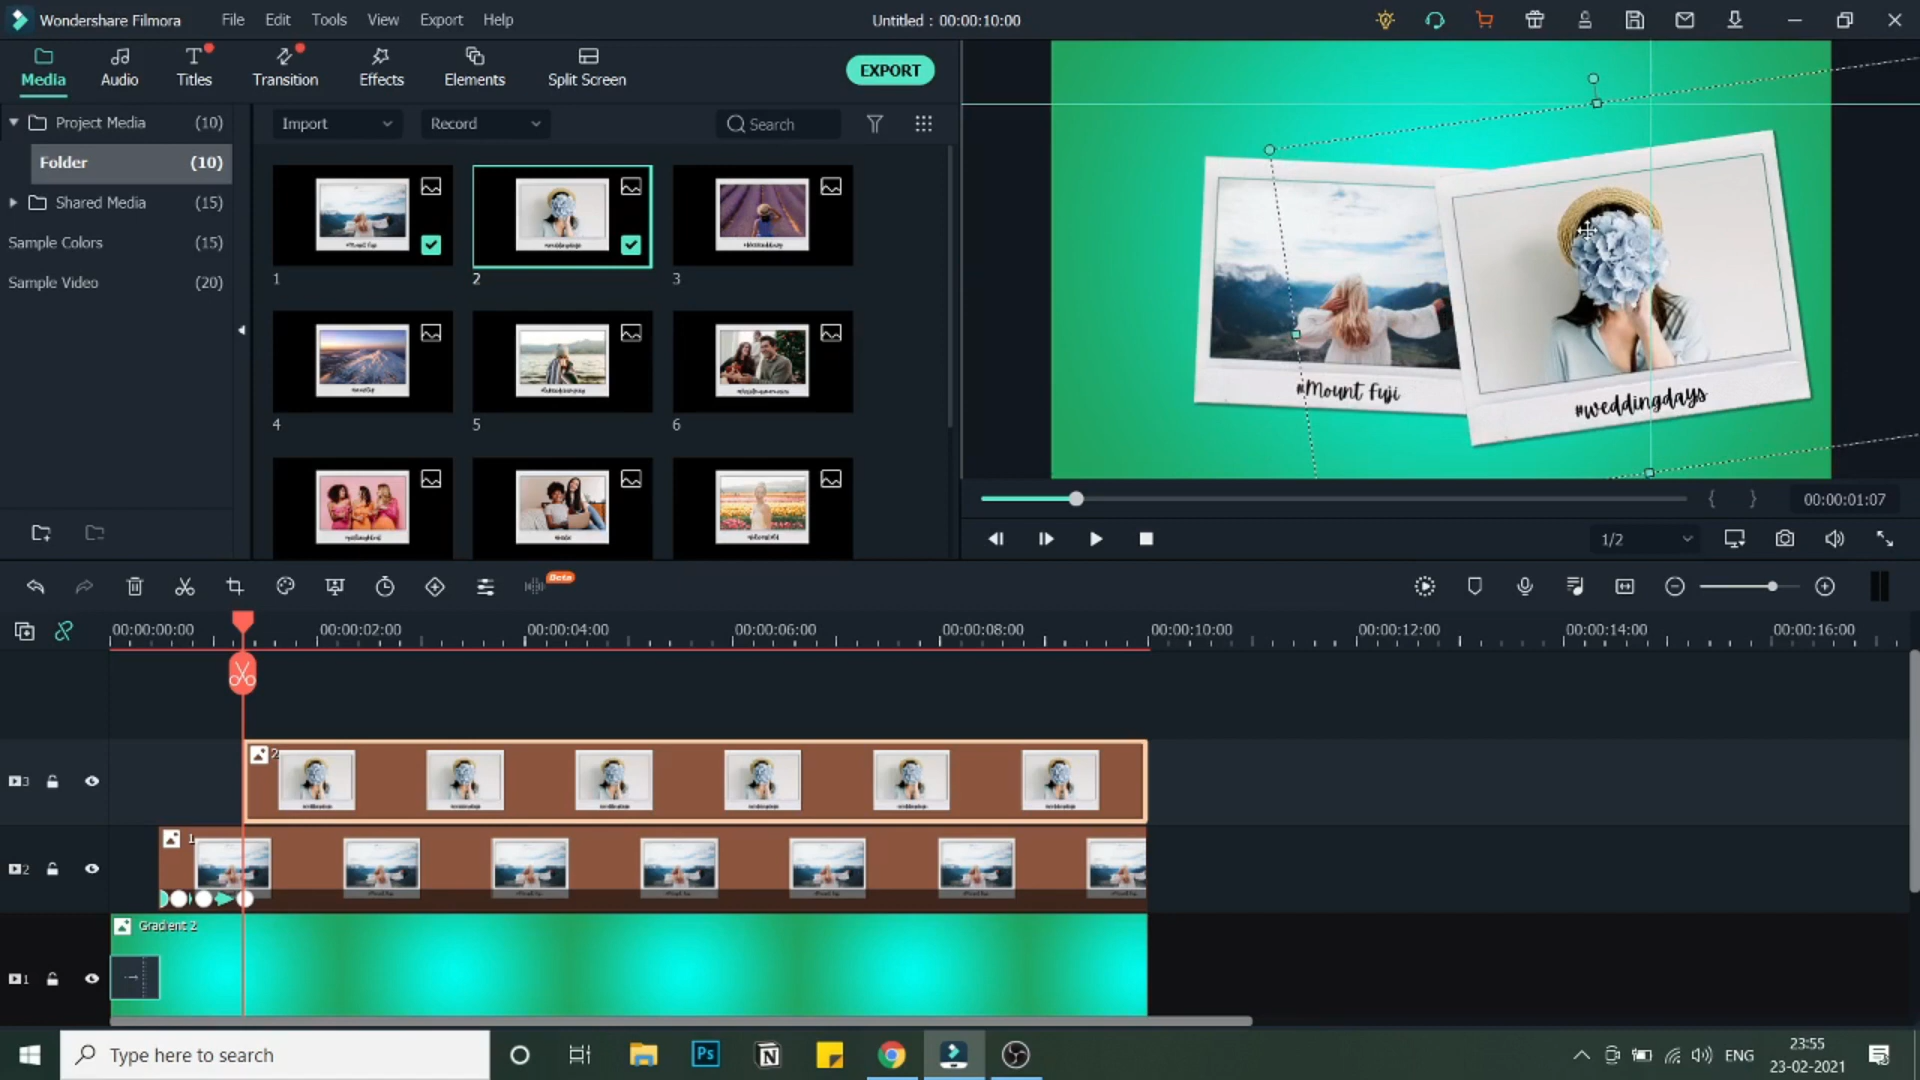 Wondershare Filmora
File
Edit
Tools
View
Export
Help
Untitled : 00:00:10:00
Media
Audio
Titles
Transition
Effects
Elements
Split Screen
EXPORT
Project Media (10)
Folder (10)
Shared Media (15)
Sample Colors (15)
Sample Video (20)
Import
Record
Search
1
2
3
4
5
6
#Mount Fuji
#weddingdays
00:00:01:07
1/2
Beta
00:00:00:00
00:00:02:00
00:00:04:00
00:00:06:00
00:00:08:00
00:00:10:00
00:00:12:00
00:00:14:00
00:00:16:00
3
2
2
1
1
Gradient 2
Type here to search
Ps
ENG
23:55
23-02-2021